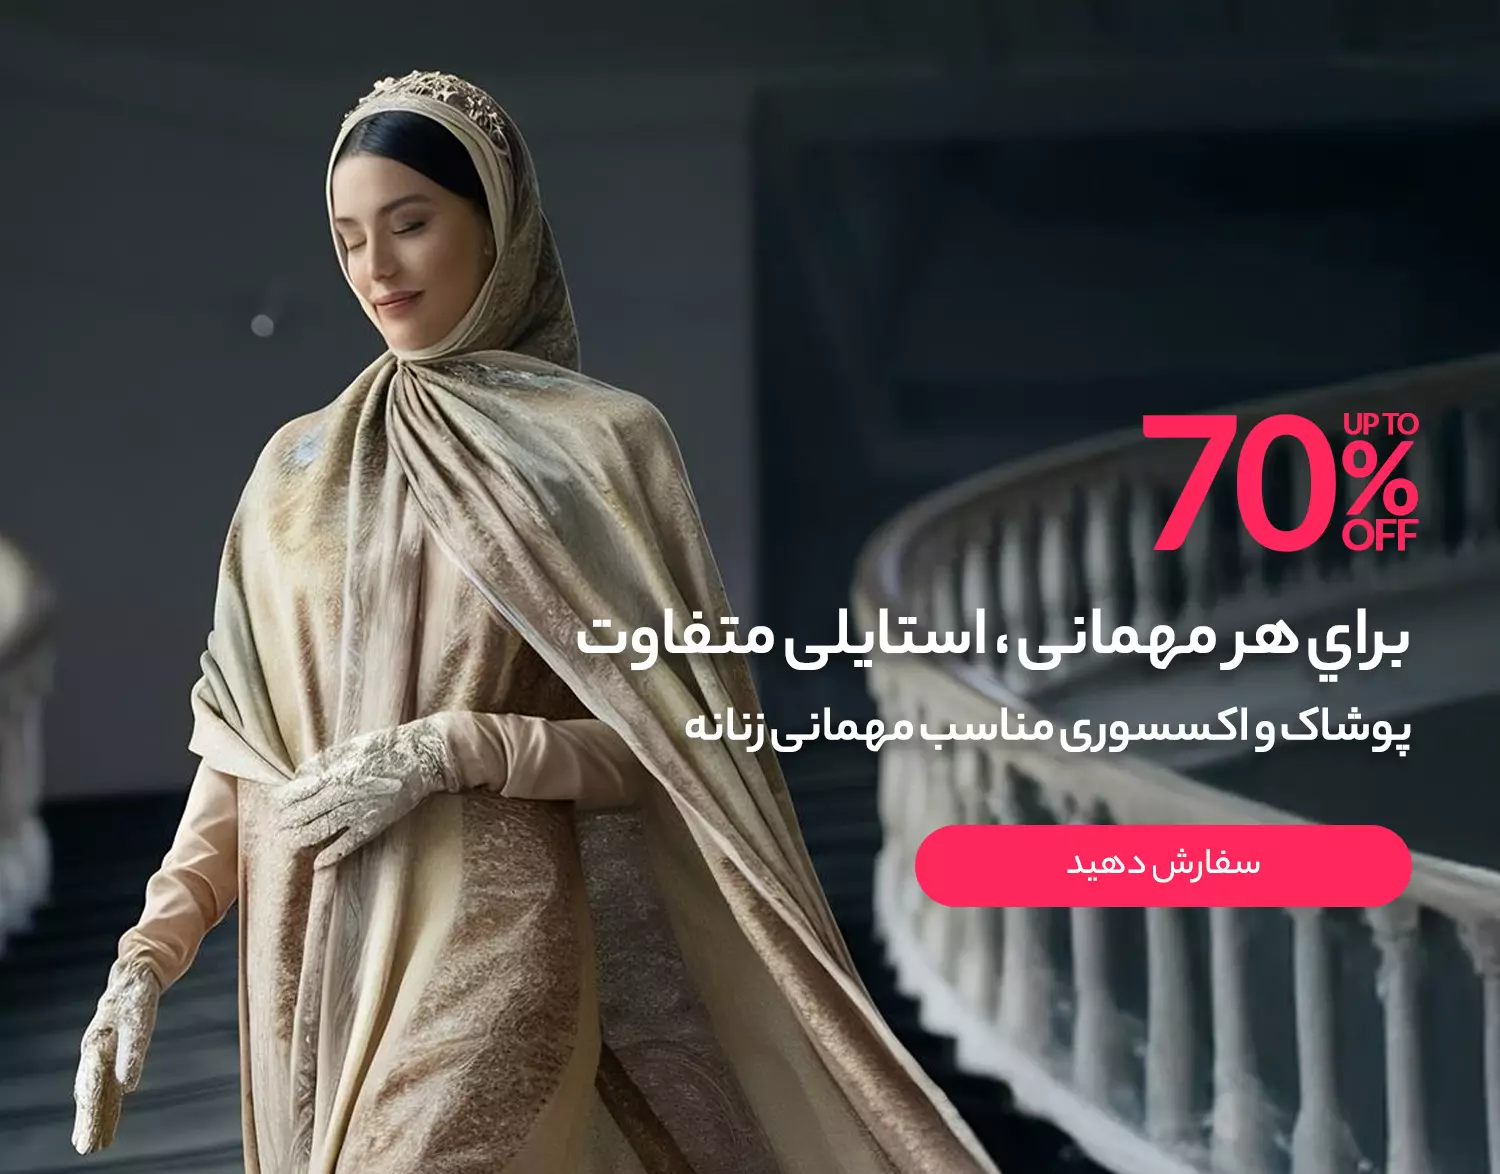 UP TO
70%
OFF
براي هر مهمانی، استایلی متفاوت
پوشاک و اکسسوری مناسب مهمانی زنانه
سفارش دهید